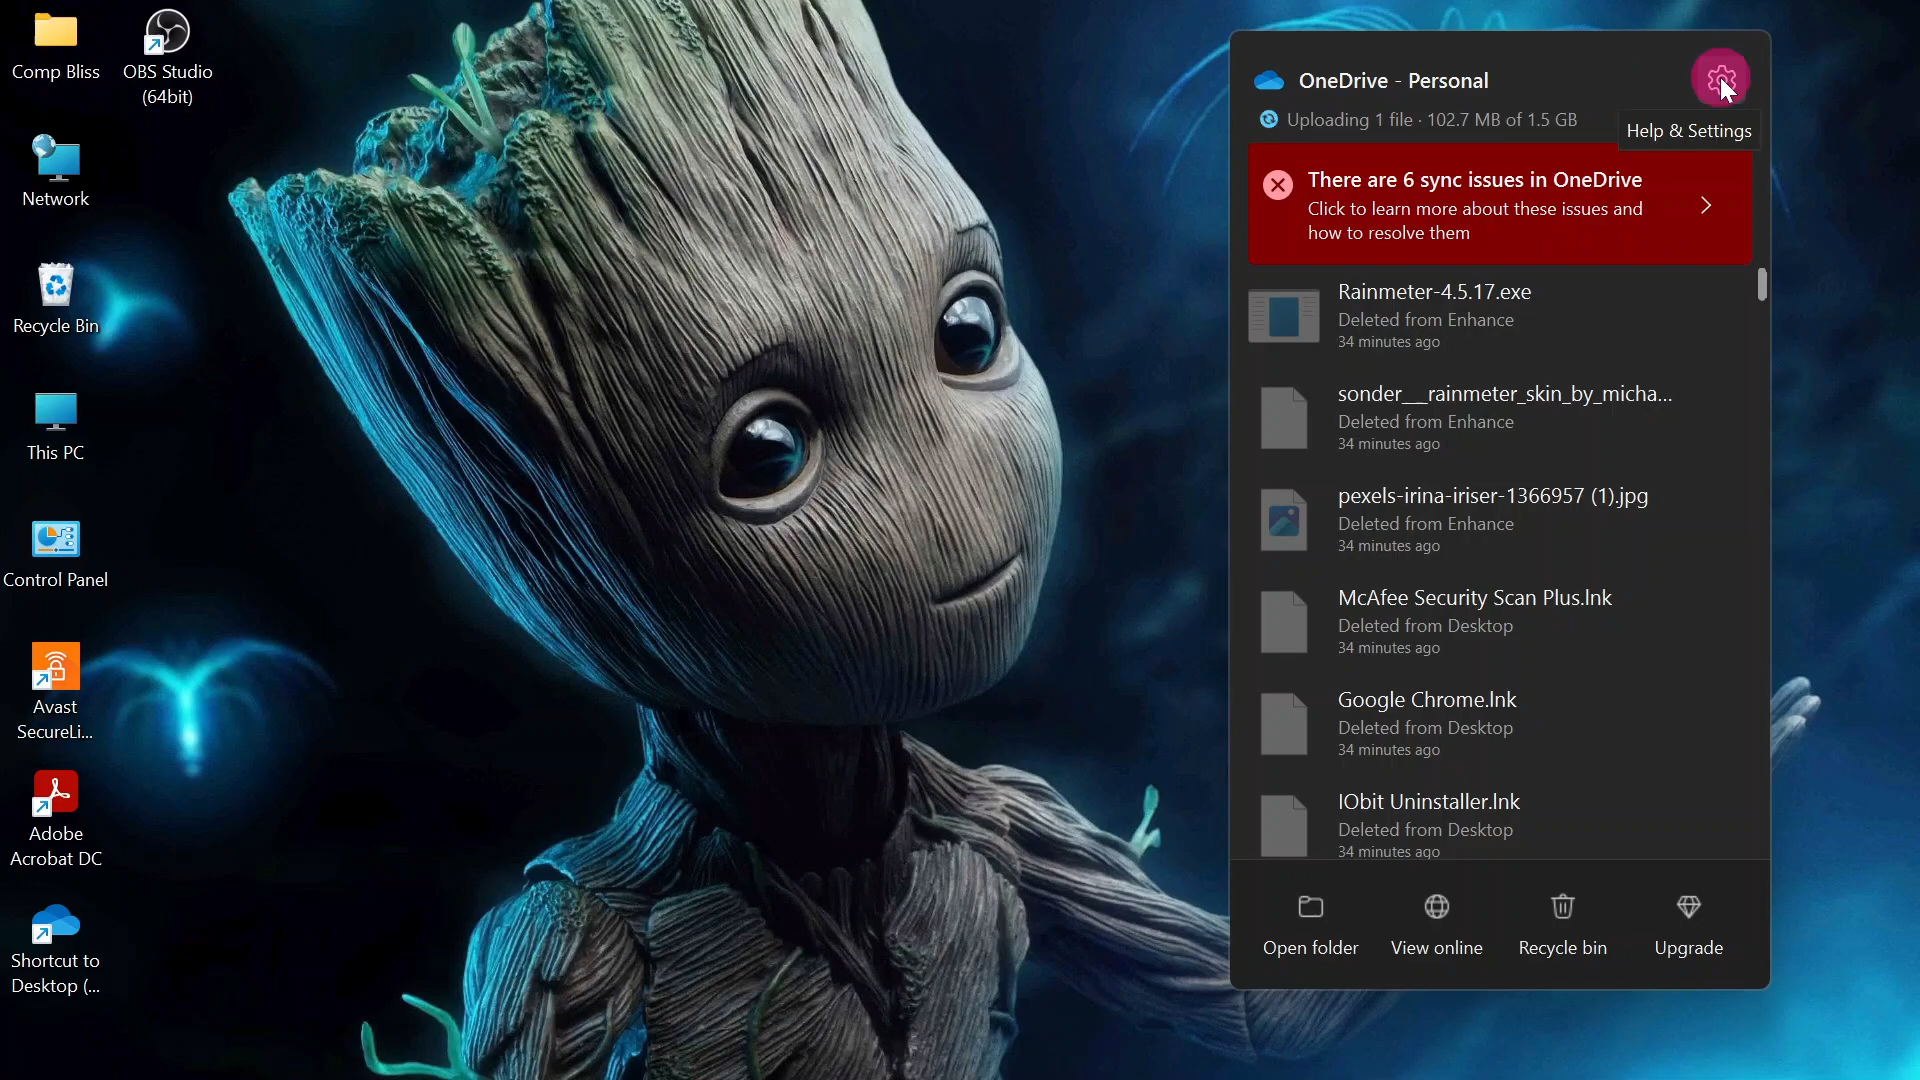 Comp Bliss
OBS Studio
(64bit)
Network
Recycle Bin
This PC
Control Panel
Avast
SecureLi...
Adobe
Acrobat DC
Shortcut to
Desktop (...
OneDrive - Personal
Uploading 1 file · 102.7 MB of 1.5 GB
Help & Settings
There are 6 sync issues in OneDrive
Click to learn more about these issues and
how to resolve them
Rainmeter-4.5.17.exe
Deleted from Enhance
34 minutes ago
sonder__rainmeter_skin_by_micha...
Deleted from Enhance
34 minutes ago
pexels-irina-iriser-1366957 (1).jpg
Deleted from Enhance
34 minutes ago
McAfee Security Scan Plus.lnk
Deleted from Desktop
34 minutes ago
Google Chrome.lnk
Deleted from Desktop
34 minutes ago
IObit Uninstaller.lnk
Deleted from Desktop
34 minutes ago
Open folder
View online
Recycle bin
Upgrade